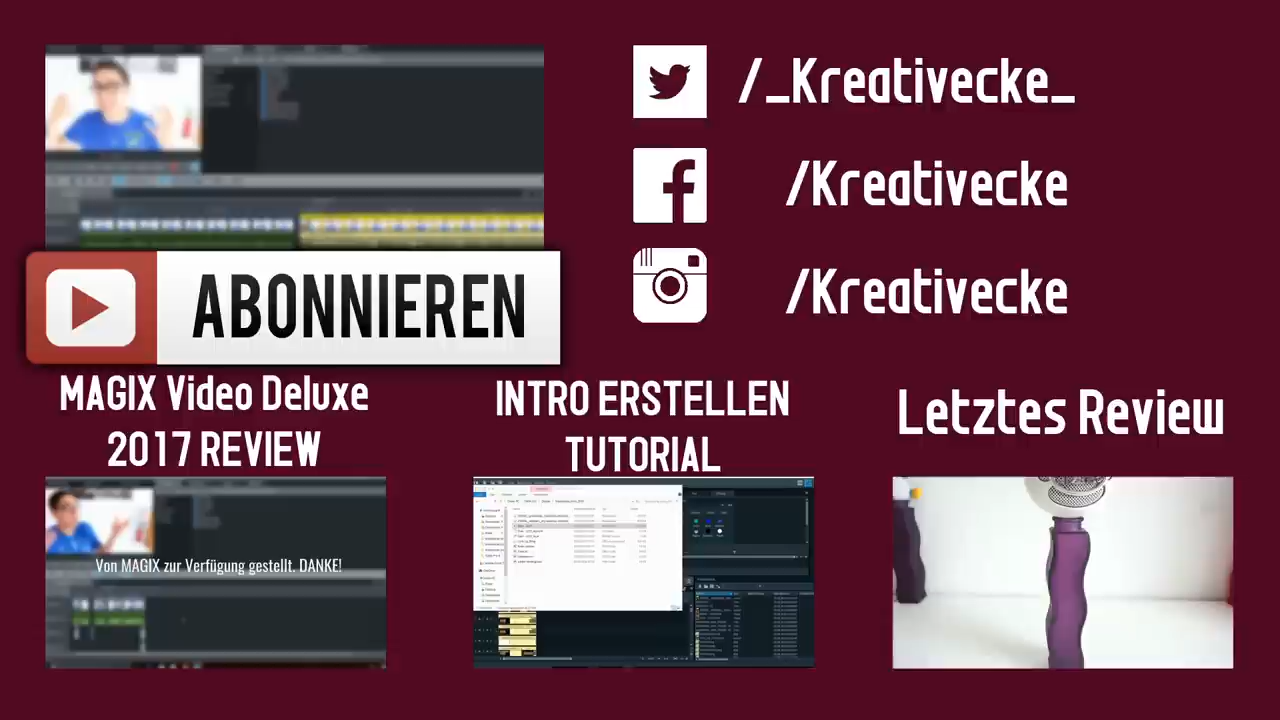 /_Kreativecke_
/Kreativecke
/Kreativecke
ABONNIEREN
MAGIX Video Deluxe
2017 REVIEW
INTRO ERSTELLEN
TUTORIAL
Letztes Review
Von MAGIX zur Verfügung gestellt. DANKE!